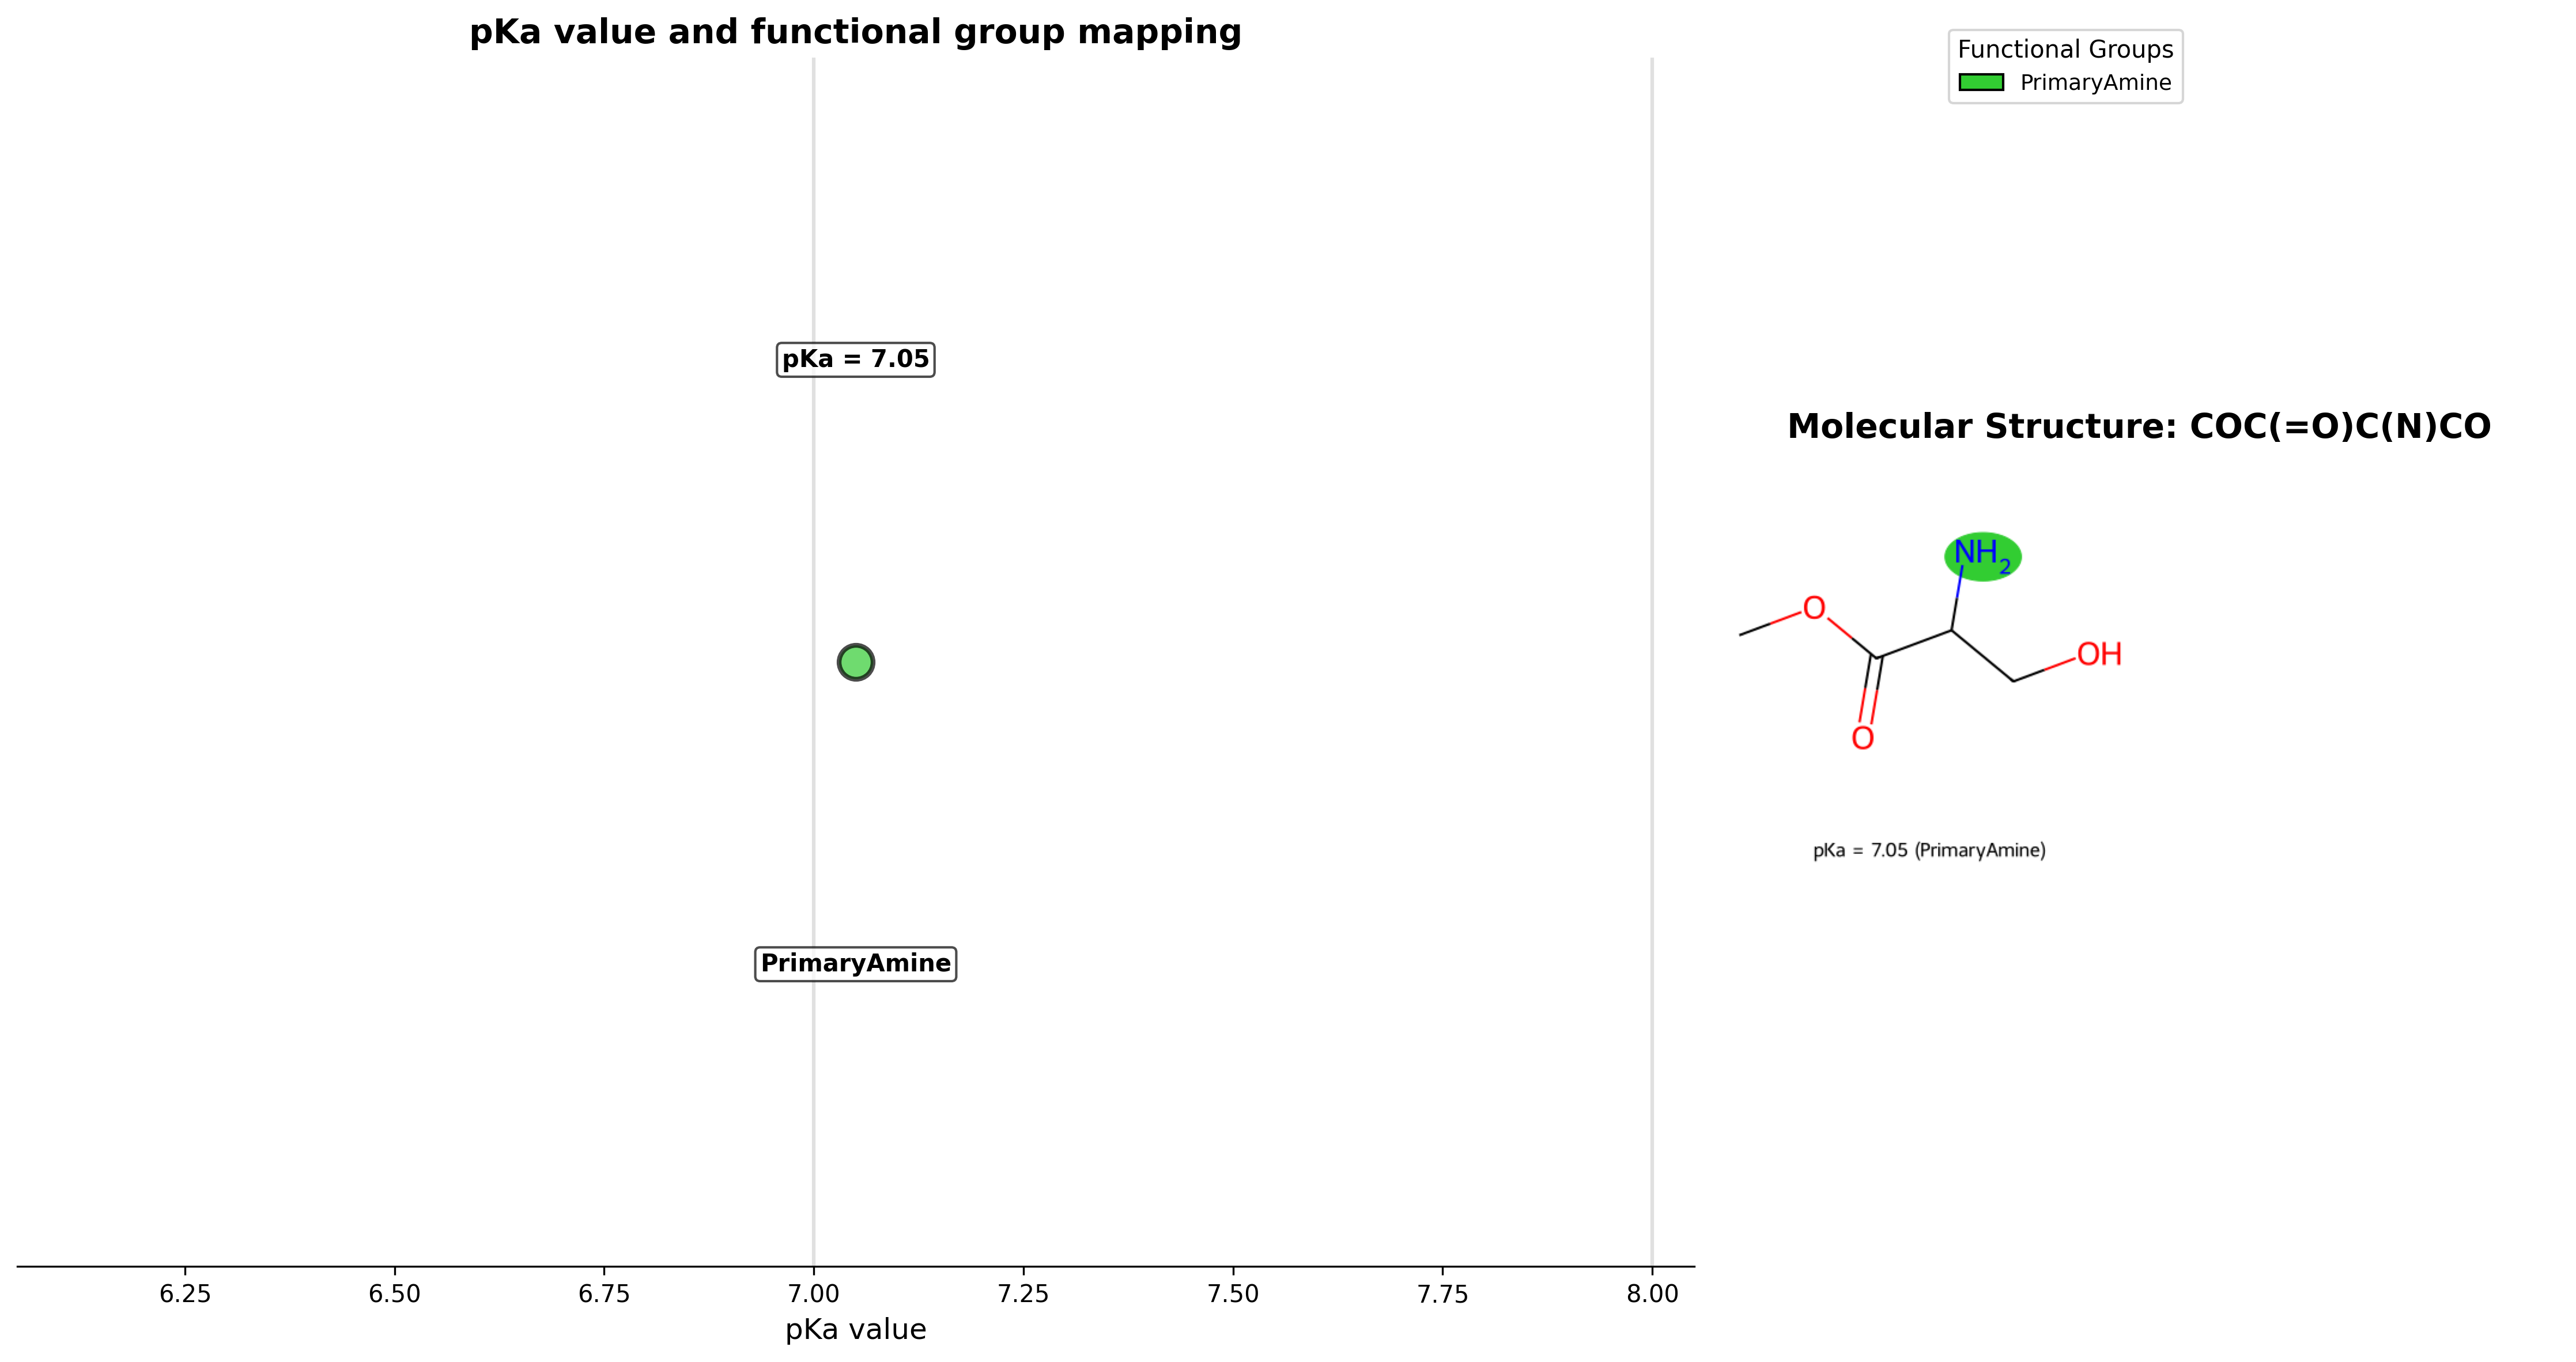 pKa value and functional group mapping
Functional Groups
PrimaryAmine
pKa = 7.05
PrimaryAmine
6.25 6.50 6.75 7.00 7.25 7.50 7.75 8.00
pKa value
Molecular Structure: COC(=O)C(N)CO
NH2
O
OH
O
pKa = 7.05 (PrimaryAmine)